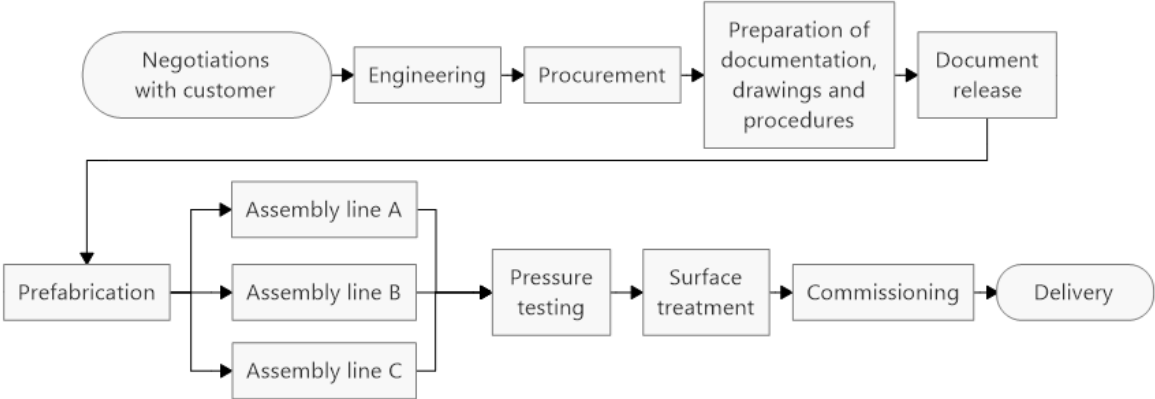 Negotiations
with customer
Engineering
Procurement
Preparation of
documentation,
drawings and
procedures
Document
release
Prefabrication
Assembly line A
Assembly line B
Assembly line C
Pressure
testing
Surface
treatment
Commissioning
Delivery